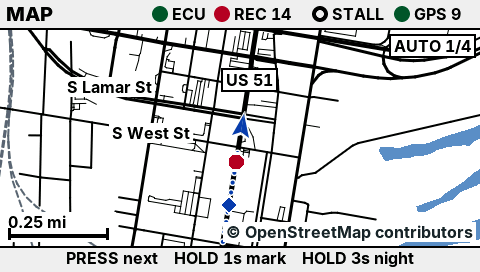 MAP ECU REC 14 STALL GPS 9
AUTO 1/4
US 51
S Lamar St
S West St
0.25 mi
© OpenStreetMap contributors
PRESS next HOLD 1s mark HOLD 3s night